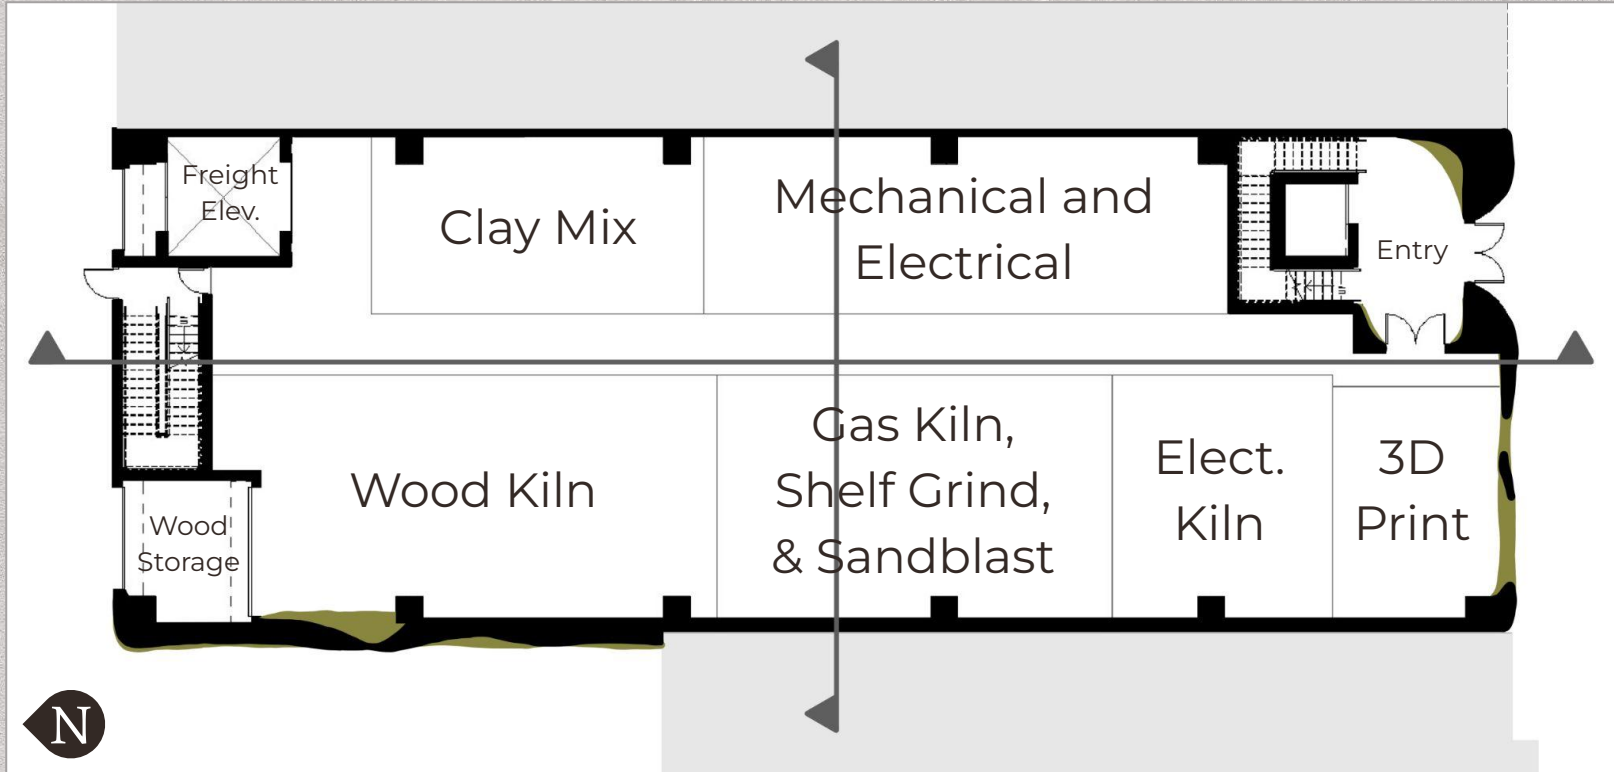 Freight
Elev.
Clay Mix
Mechanical and
Electrical
Entry
Wood Kiln
Gas Kiln,
Shelf Grind,
& Sandblast
Elect.
Kiln
3D
Print
Wood
Storage
N